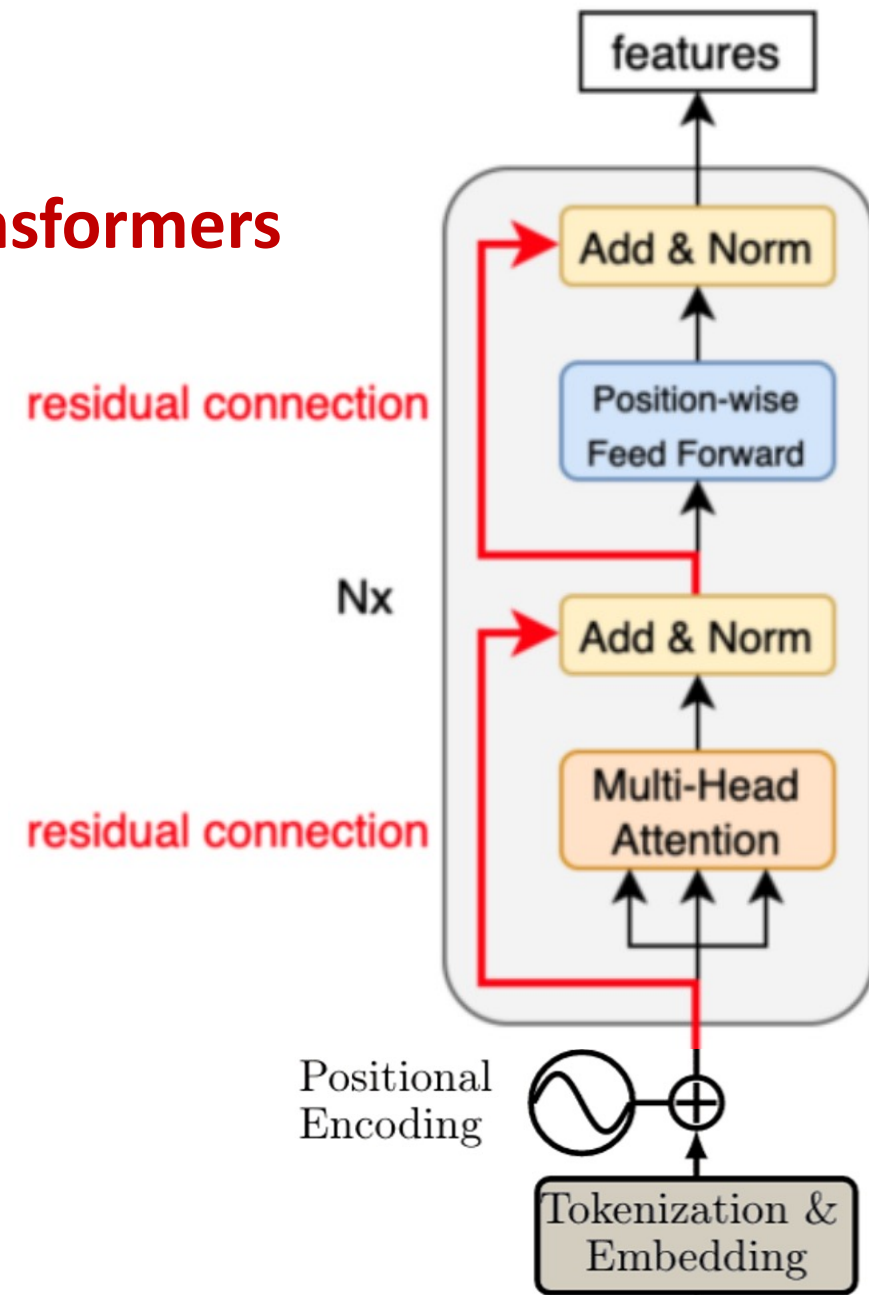 features
nsformers
Add & Norm
residual connection
Position-wise
Feed Forward
Nx
Add & Norm
residual connection
Multi-Head
Attention
Positional
Encoding
Tokenization &
Embedding